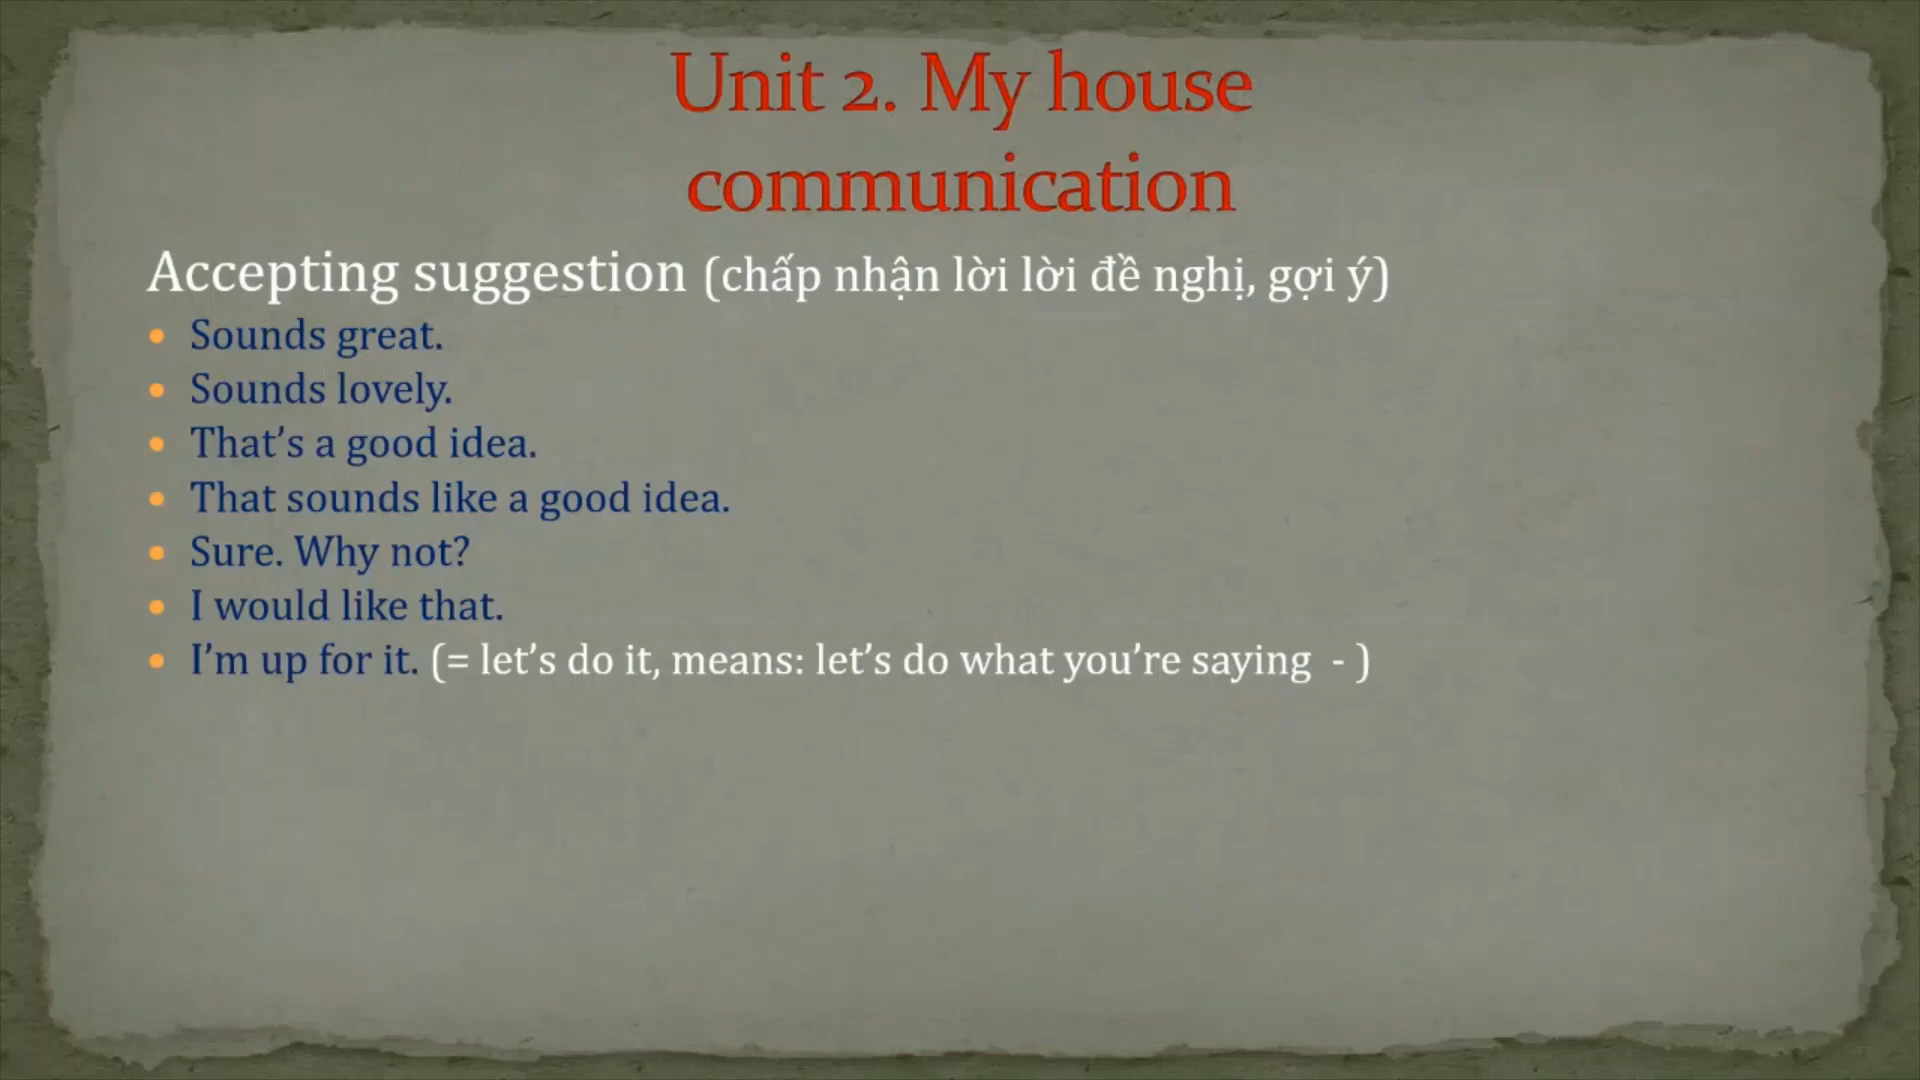 Unit 2. My house
communication
Accepting suggestion (chấp nhận lời lời đề nghị, gợi ý)
• Sounds great.
• Sounds lovely.
• That’s a good idea.
• That sounds like a good idea.
• Sure. Why not?
• I would like that.
• I’m up for it. (= let’s do it, means: let’s do what you’re saying  - )